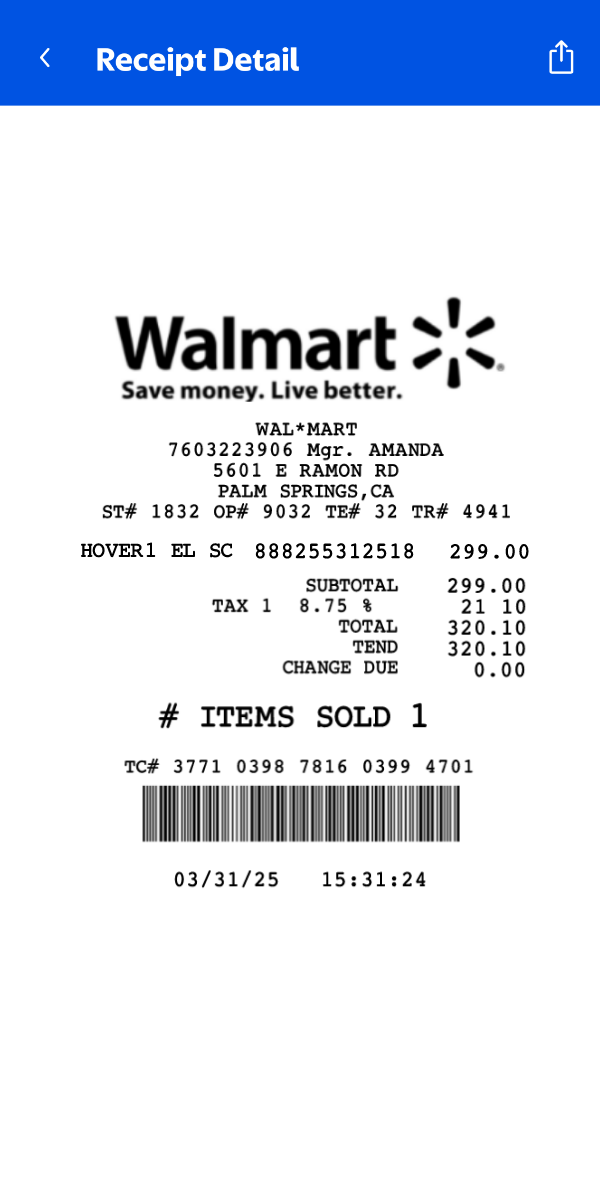 Receipt Detail
Walmart
Save money. Live better.
WAL*MART
7603223906 Mgr. AMANDA
5601 E RAMON RD
PALM SPRINGS,CA
ST# 1832 OP# 9032 TE# 32 TR# 4941
HOVER1 EL SC 888255312518 299.00
SUBTOTAL 299.00
TAX 1 8.75 % 21 10
TOTAL 320.10
TEND 320.10
CHANGE DUE 0.00
# ITEMS SOLD 1
TC# 3771 0398 7816 0399 4701
03/31/25 15:31:24